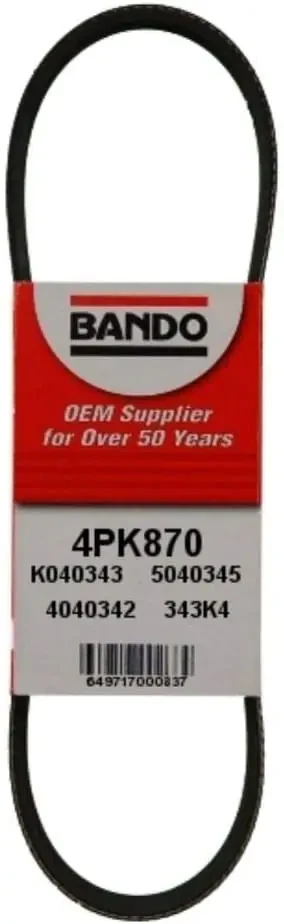 BANDO
OEM Supplier
for Over 50 Years
4PK870
K040343 5040345
4040342 343K4
649717000837